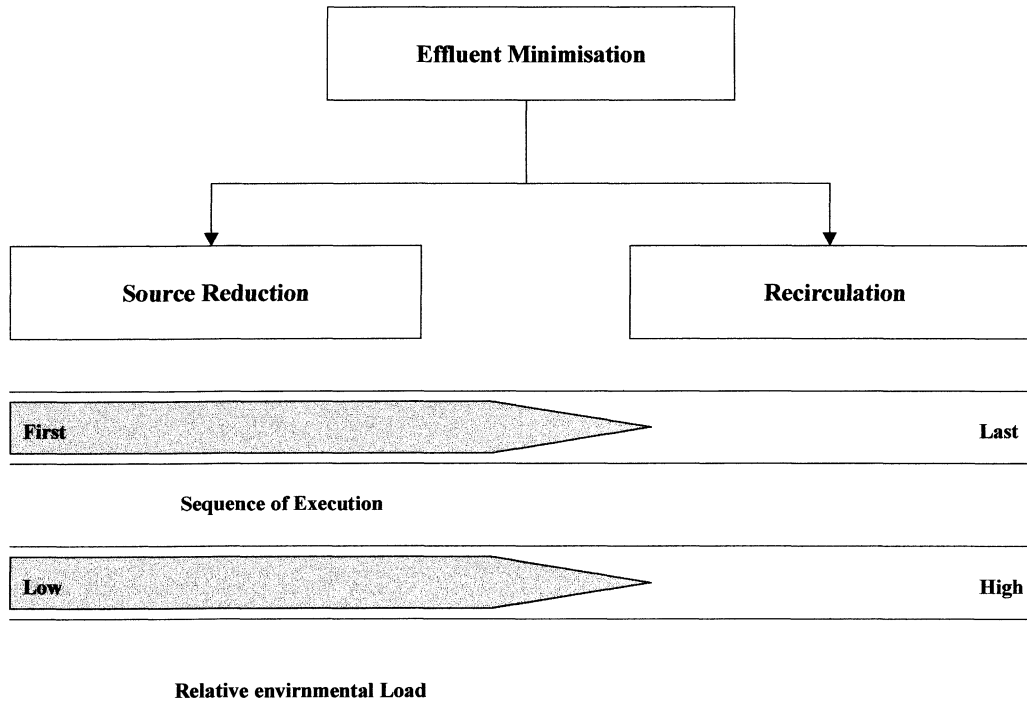 Effluent Minimisation
Source Reduction
Recirculation
First
Last
Sequence of Execution
Low
High
Relative envirnmental Load